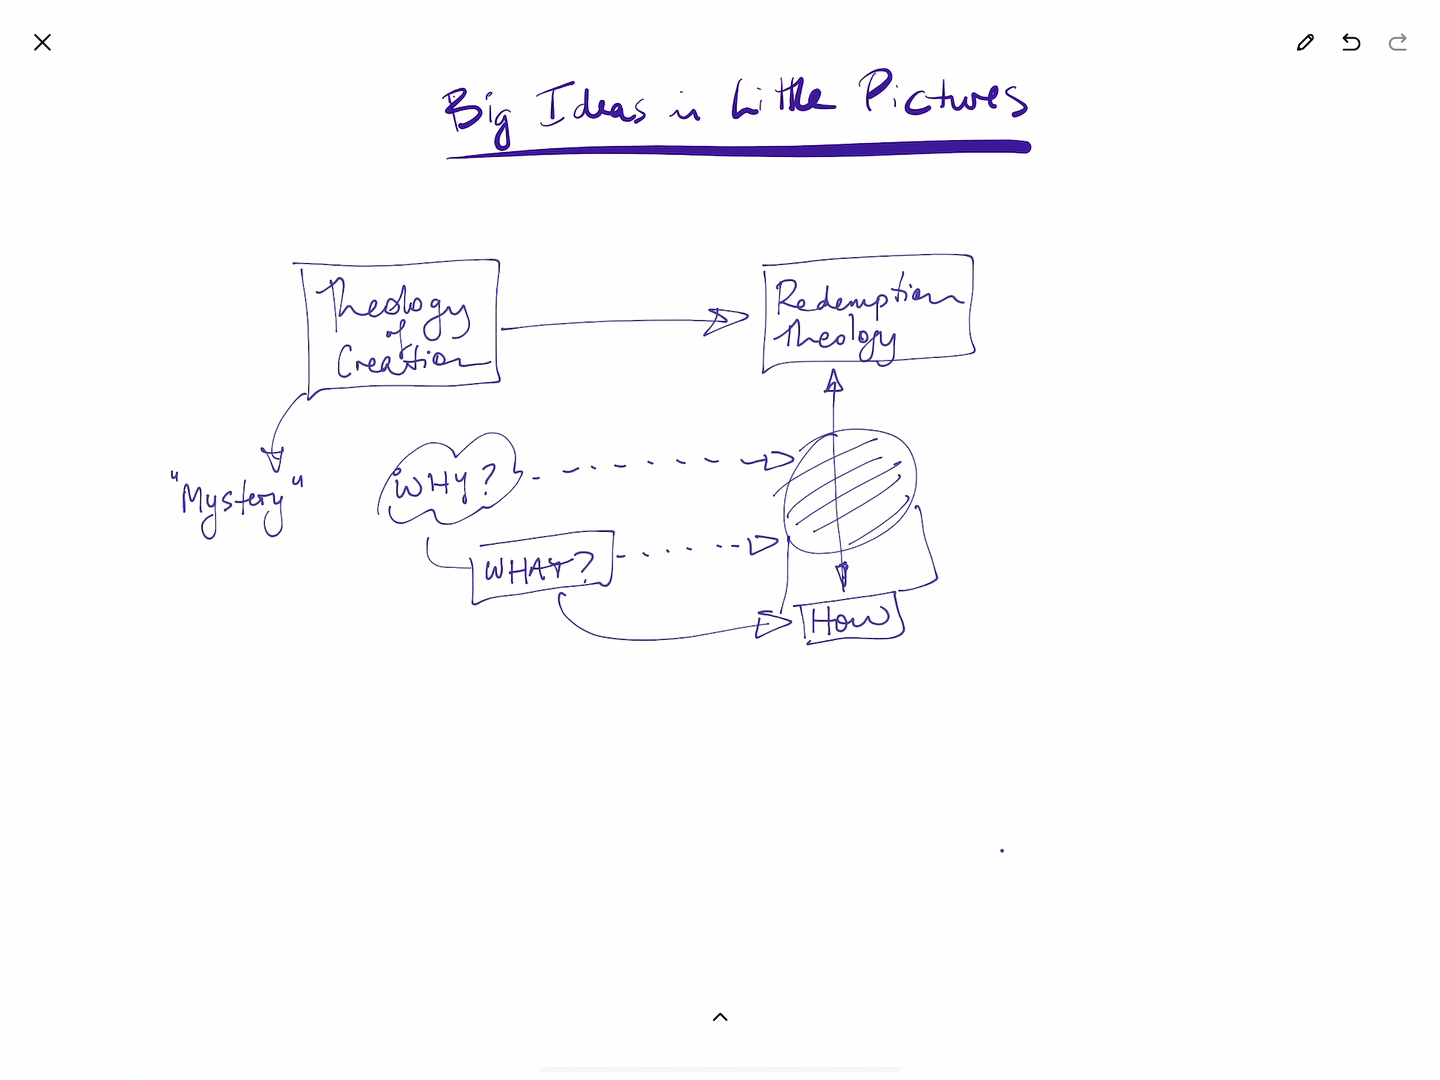 Big Ideas in Little Pictures
Theology
of
Creation
Redemption
Theology
"Mystery"
WHY?
WHAT?
How